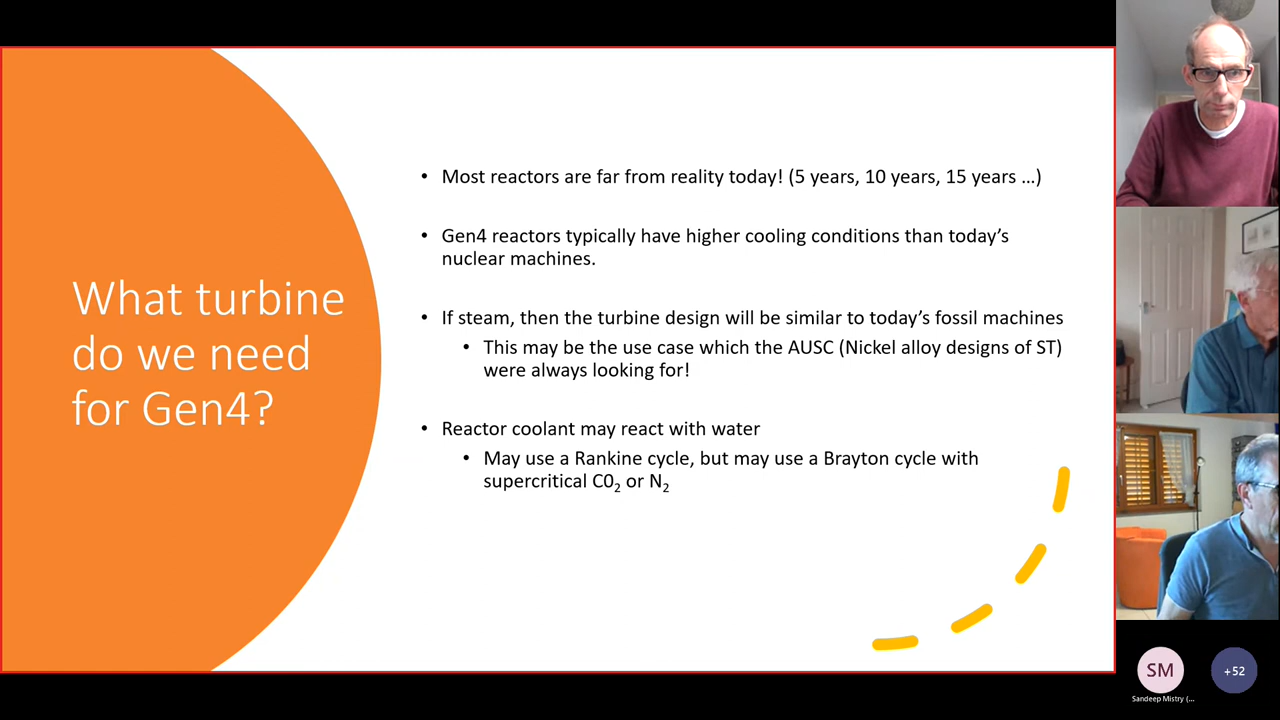 What turbine
do we need
for Gen4?
• Most reactors are far from reality today! (5 years, 10 years, 15 years ...)
• Gen4 reactors typically have higher cooling conditions than today's
nuclear machines.
• If steam, then the turbine design will be similar to today's fossil machines
• This may be the use case which the AUSC (Nickel alloy designs of ST)
were always looking for!
• Reactor coolant may react with water
• May use a Rankine cycle, but may use a Brayton cycle with
supercritical C0₂ or N₂
SM
+52
Sandeep Mistry (...